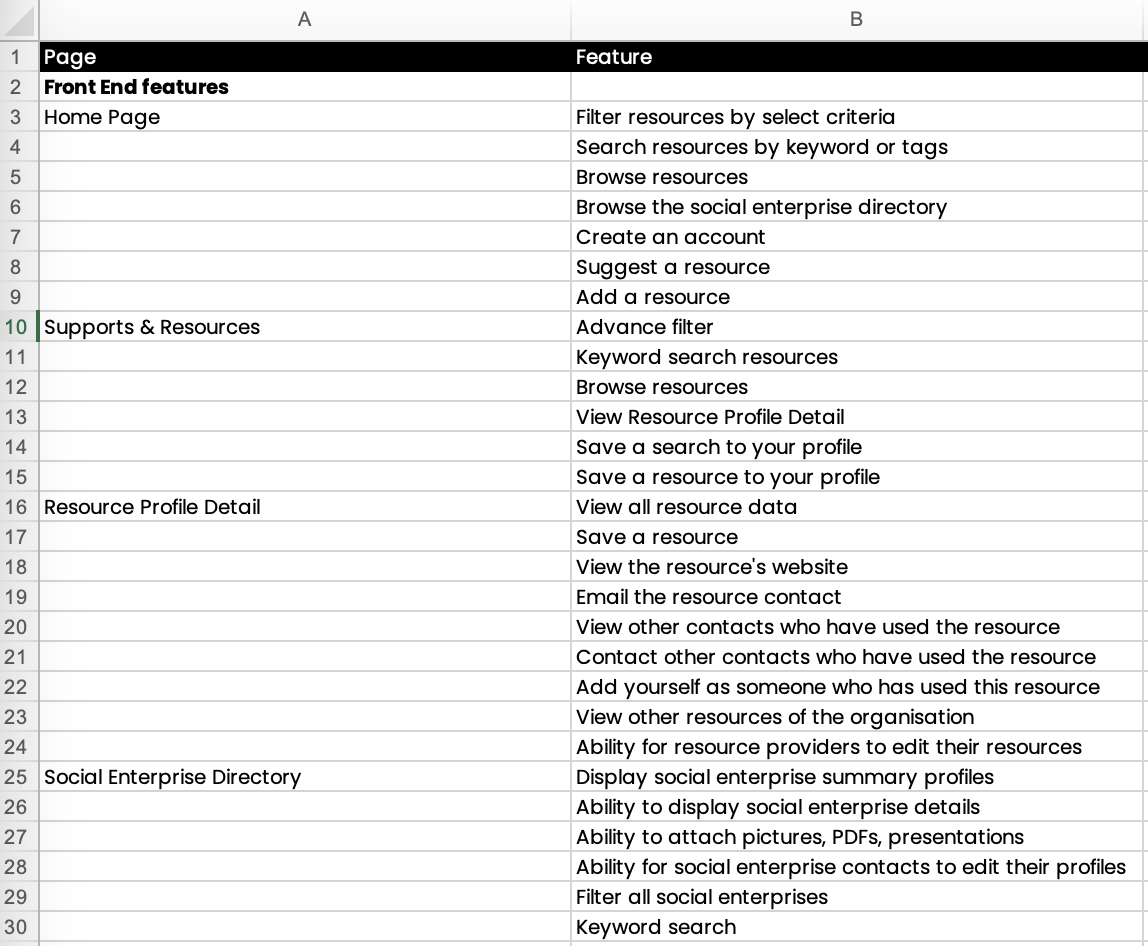 A B
1 Page Feature
2 Front End features
3 Home Page Filter resources by select criteria
4 Search resources by keyword or tags
5 Browse resources
6 Browse the social enterprise directory
7 Create an account
8 Suggest a resource
9 Add a resource
10 Supports & Resources Advance filter
11 Keyword search resources
12 Browse resources
13 View Resource Profile Detail
14 Save a search to your profile
15 Save a resource to your profile
16 Resource Profile Detail View all resource data
17 Save a resource
18 View the resource's website
19 Email the resource contact
20 View other contacts who have used the resource
21 Contact other contacts who have used the resource
22 Add yourself as someone who has used this resource
23 View other resources of the organisation
24 Ability for resource providers to edit their resources
25 Social Enterprise Directory Display social enterprise summary profiles
26 Ability to display social enterprise details
27 Ability to attach pictures, PDFs, presentations
28 Ability for social enterprise contacts to edit their profiles
29 Filter all social enterprises
30 Keyword search